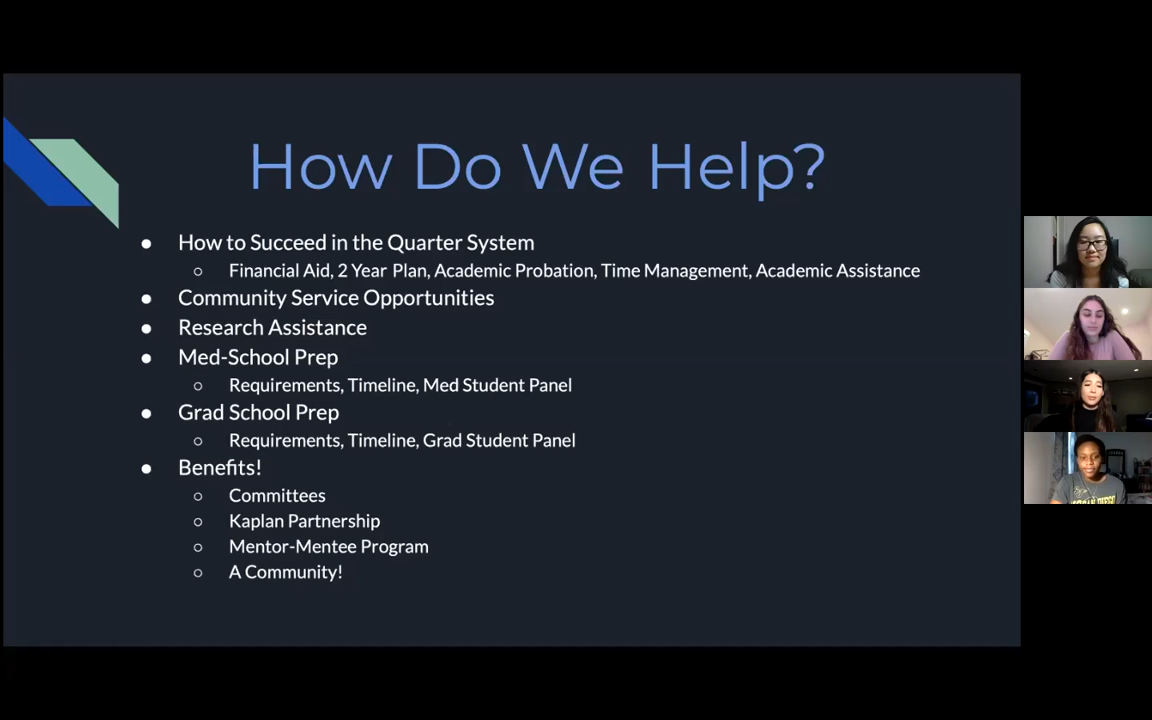 How Do We Help?
● How to Succeed in the Quarter System
○ Financial Aid, 2 Year Plan, Academic Probation, Time Management, Academic Assistance
● Community Service Opportunities
● Research Assistance
● Med-School Prep
○ Requirements, Timeline, Med Student Panel
● Grad School Prep
○ Requirements, Timeline, Grad Student Panel
● Benefits!
○ Committees
○ Kaplan Partnership
○ Mentor-Mentee Program
○ A Community!